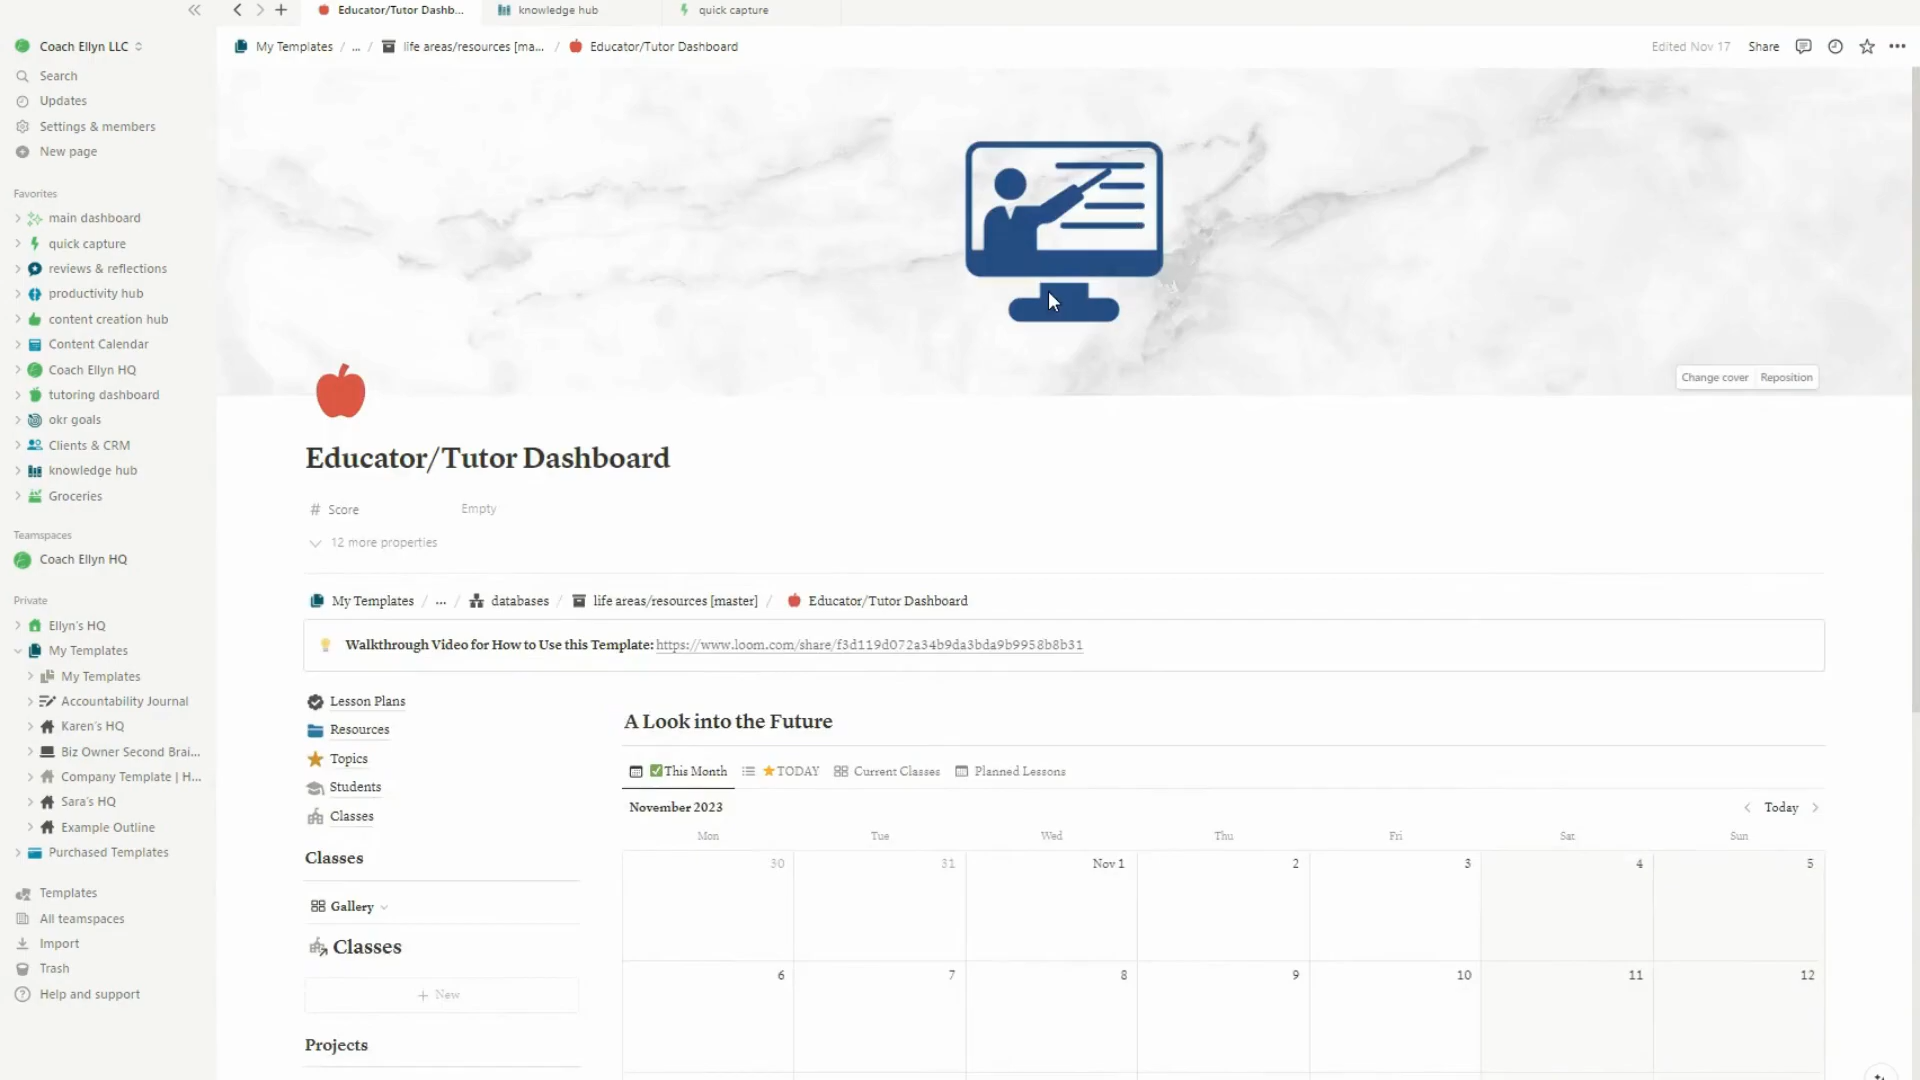 Educator/Tutor Dashb...
knowledge hub
quick capture
Coach Ellyn LLC
My Templates / ... / life areas/resources [ma... / Educator/Tutor Dashboard
Edited Nov 17
Share
Search
Updates
Settings & members
New page
Favorites
main dashboard
quick capture
reviews & reflections
productivity hub
content creation hub
Content Calendar
Coach Ellyn HQ
tutoring dashboard
okr goals
Clients & CRM
knowledge hub
Groceries
Teamspaces
Coach Ellyn HQ
Private
Ellyn's HQ
My Templates
My Templates
Accountability Journal
Karen's HQ
Biz Owner Second Brai...
Company Template | H...
Sara's HQ
Example Outline
Purchased Templates
Templates
All teamspaces
Import
Trash
Help and support
Change cover
Reposition
Educator/Tutor Dashboard
# Score
Empty
12 more properties
My Templates / ... / databases / life areas/resources [master] / Educator/Tutor Dashboard
Walkthrough Video for How to Use this Template: https://www.loom.com/share/f3d119d072a34b9da3bda9b9958b8b31
Lesson Plans
Resources
Topics
Students
Classes
Classes
Gallery
Classes
+ New
Projects
A Look into the Future
This Month
TODAY
Current Classes
Planned Lessons
November 2023
Today
Mon Tue Wed Thu Fri Sat Sun
30 31 Nov 1 2 3 4 5
6 7 8 9 10 11 12